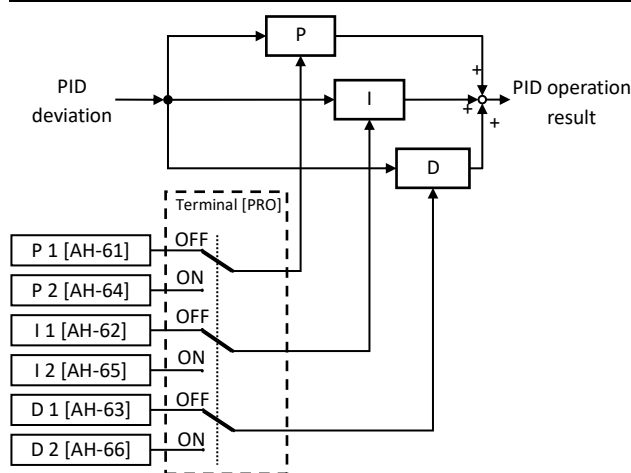 P
PID
deviation
I
D
+
+
+
PID operation
result
Terminal [PRO]
P 1 [AH-61]
OFF
P 2 [AH-64]
ON
I 1 [AH-62]
OFF
I 2 [AH-65]
ON
D 1 [AH-63]
OFF
D 2 [AH-66]
ON